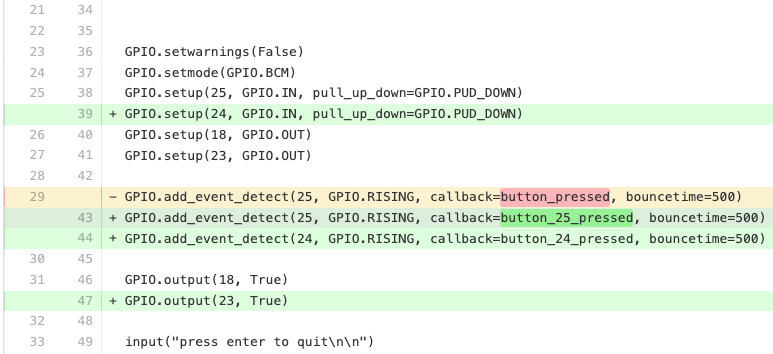 21 34
22 35
23 36 GPIO.setwarnings(False)
24 37 GPIO.setmode(GPIO.BCM)
25 38 GPIO.setup(25, GPIO.IN, pull_up_down=GPIO.PUD_DOWN)
39 + GPIO.setup(24, GPIO.IN, pull_up_down=GPIO.PUD_DOWN)
26 40 GPIO.setup(18, GPIO.OUT)
27 41 GPIO.setup(23, GPIO.OUT)
28 42
29 - GPIO.add_event_detect(25, GPIO.RISING, callback=button_pressed, bouncetime=500)
43 + GPIO.add_event_detect(25, GPIO.RISING, callback=button_25_pressed, bouncetime=500)
44 + GPIO.add_event_detect(24, GPIO.RISING, callback=button_24_pressed, bouncetime=500)
30 45
31 46 GPIO.output(18, True)
47 + GPIO.output(23, True)
32 48
33 49 input("press enter to quit\n\n")